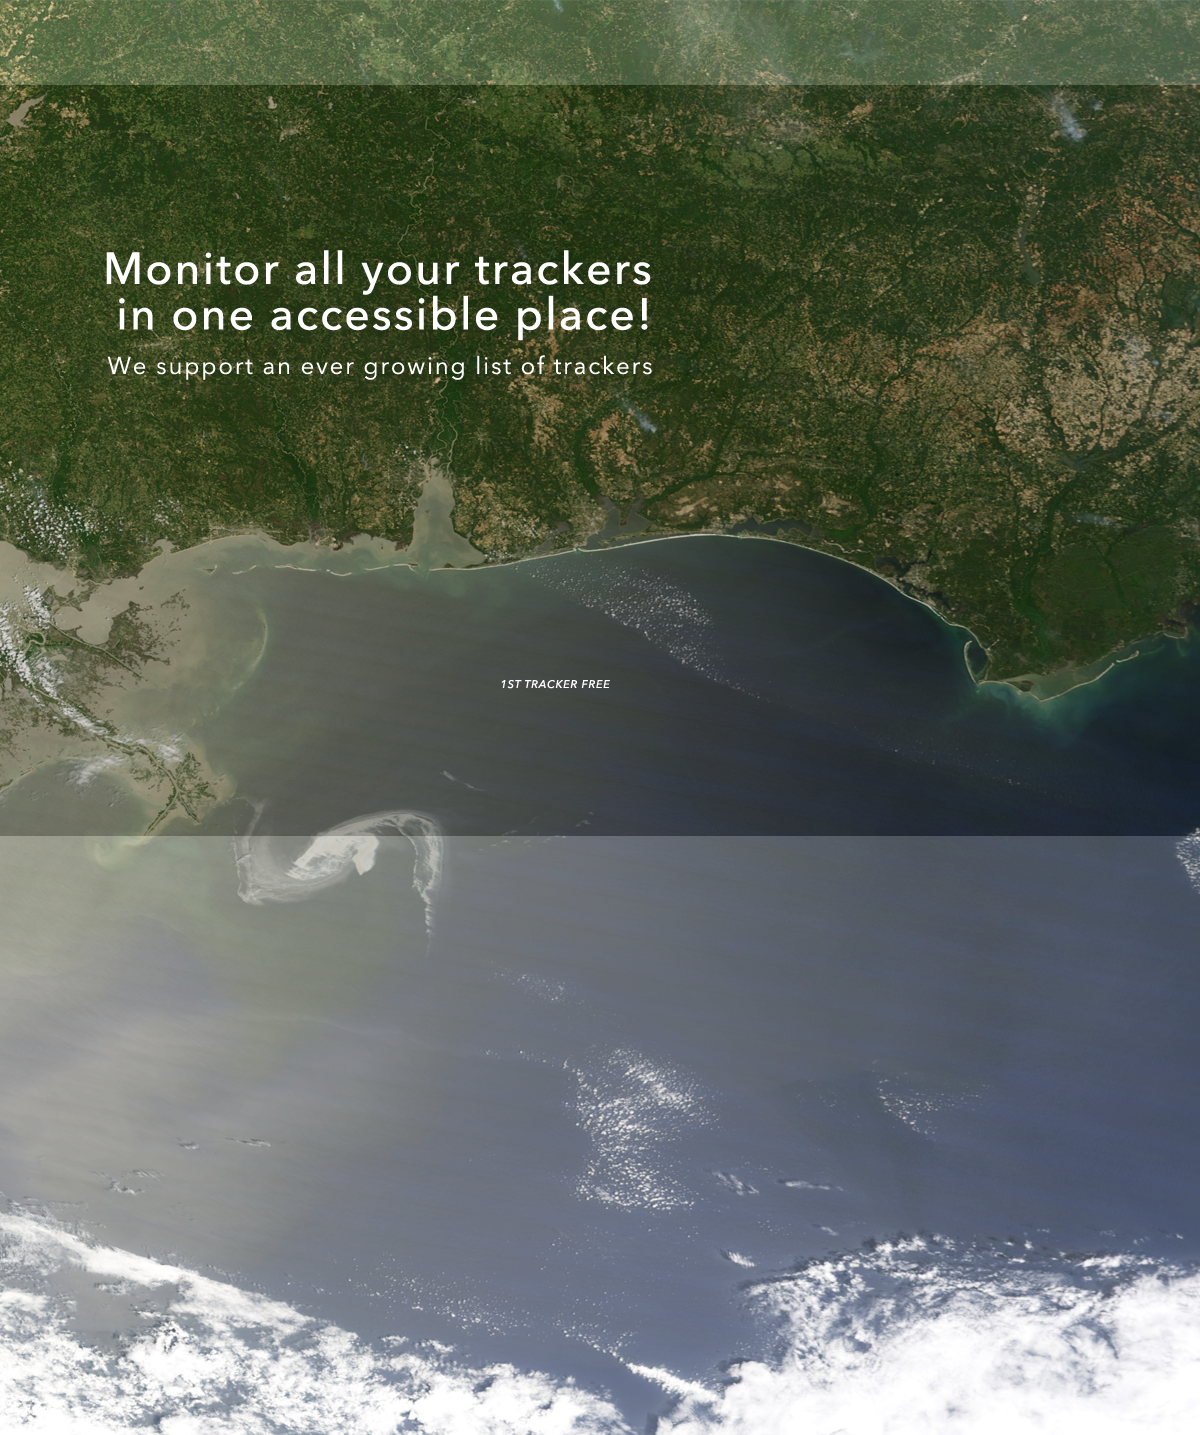 Monitor all your trackers
in one accessible place!
We support an ever growing list of trackers
1ST TRACKER FREE